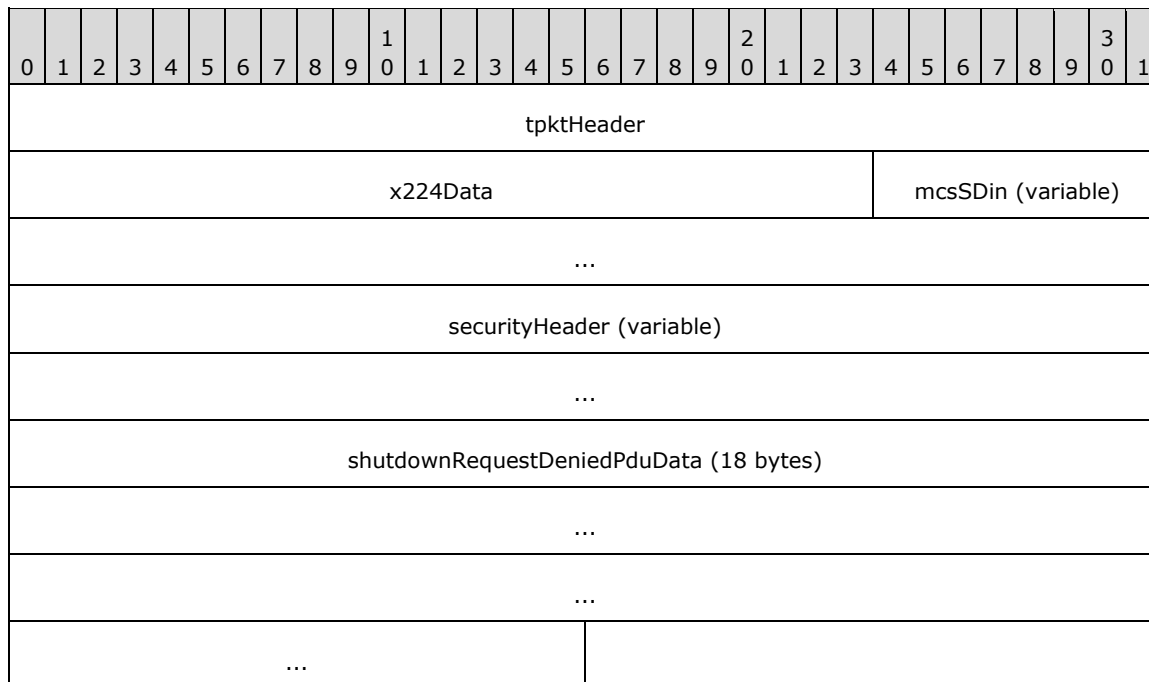 1 2 3
0 1 2 3 4 5 6 7 8 9 0 1 2 3 4 5 6 7 8 9 0 1 2 3 4 5 6 7 8 9 0 1
tpktHeader
x224Data mcsSDin (variable)
...
securityHeader (variable)
...
shutdownRequestDeniedPduData (18 bytes)
...
...
...